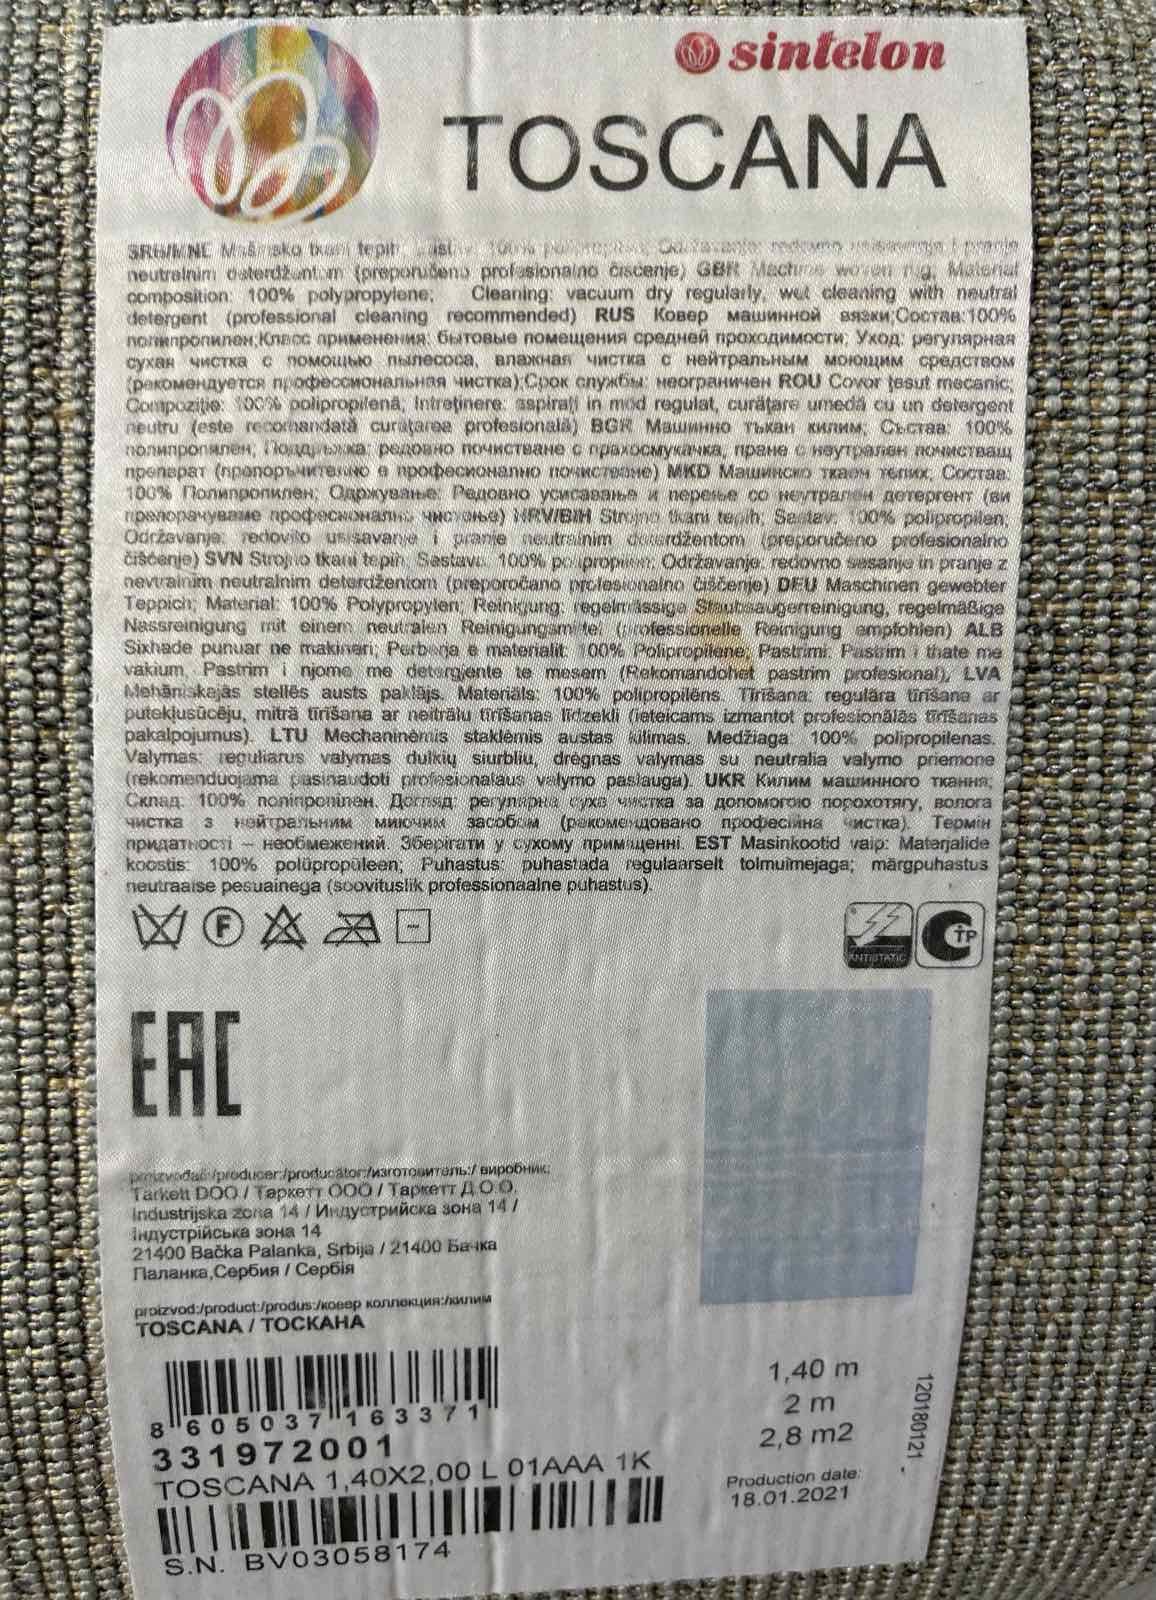 sintelon
TOSCANA
SRB/MNE Mašinsko tkani tepih; Sastav: 100% polipropilen; Održavanje: redovno usisavanje i pranje
neutralnim deterdžentom (preporučeno profesionalno čišćenje) GBR Machine woven rug; Material
composition: 100% polypropylene; Cleaning: vacuum dry regularly, wet cleaning with neutral
detergent (professional cleaning recommended) RUS Ковер машинной вязки;Состав:100%
полипропилен;Класс применения: бытовые помещения средней проходимости; Уход: регулярная
сухая чистка с помощью пылесоса, влажная чистка с нейтральным моющим средством
(рекомендуется профессиональная чистка);Срок службы: неограничен ROU Covor ţesut mecanic;
Compoziţie: 100% polipropilenă; Intreţinere: aspiraţi in mod regulat, curăţare umedă cu un detergent
neutru (este recomandată curăţarea profesională) BGR Машинно тъкан килим; Състав: 100%
полипропилен; Поддръжка: редовно почистване с прахосмукачка, пране с неутрален почистващ
препарат (препоръчително е професионално почистване) MKD Машинско ткаен тепих; Состав:
100% Полипропилен; Одржување: Редовно усисавање и перење со неутрален детергент (ви
препорачуваме професионално чистење) HRV/BIH Strojno tkani tepih; Sastav: 100% polipropilen;
Održavanje: redovito usisavanje i pranje neutralnim deterdžentom (preporučeno profesionalno
čišćenje) SVN Strojno tkani tepih; Sestava: 100% polipropilen; Održavanje: redovno sesanje in pranje z
nevtralnim neutralnim deterdženiom (preporočano profesionalno čiščenje) DEU Maschinen gewebter
Teppich; Material: 100% Polypropylen; Reinigung: regelmässige Staubsaugerreinigung, regelmäßige
Nassreinigung mit einem neutralen Reinigungsmittel (professionelle Reinigung empfohlen) ALB
Sixhade punuar ne makineri; Perberja e materialit: 100% Polipropilene; Pastrimi: Pastrim i thate me
vakium. Pastrim i njome me detergjente te mesem (Rekomandohet pastrim profesional), LVA
Mehāniskajās stellēs austs paklājs. Materiāls: 100% polipropilēns. Tīrīšana: regulāra tīrīšana ar
putekļusūcēju, mitrā tīrīšana ar neitrālu tīrīšanas līdzekli (ieteicams izmantot profesionālās tīrīšanas
pakalpojumus). LTU Mechaninėmis staklėmis austas kilimas. Medžiaga 100% polipropilenas.
Valymas: reguliarus valymas dulkių siurbliu, drėgnas valymas su neutralia valymo priemone
(rekomenduojama pasinaudoti profesionalaus valymo paslauga). UKR Килим машинного ткання;
Склад: 100% поліпропілен. Догляд: регулярна суха чистка за допомогою порохотягу, волога
чистка з нейтральним миючим засобом (рекомендовано професійна чистка). Термін
придатності – необмежений. Зберігати у сухому приміщенні. EST Masinkootid vaip: Materjalide
koostis: 100% polüpropüleen; Puhastus: puhastada regulaarselt tolmuimejaga; märgpuhastus
neutraaise pesuainega (soovituslik professionaalne puhastus).
F
ANTISTATIC
C TP
EAC
proizvođač:/producer:/producător:/изготовитель:/ виробник:
Tarkett DOO / Таркетт ООО / Таркетт Д.О.О.
Industrijska zona 14 / Индустрийска зона 14 /
Індустрійська зона 14
21400 Bačka Palanka, Srbija / 21400 Бачка
Паланка,Сербия / Сербія
proizvod:/product:/produs:/ковер коллекция:/килим
TOSCANA / ТОСКАНА
8 605037 163371
331972001
TOSCANA 1,40X2,00 L 01AAA 1K
S.N. BV03058174
1,40 m
2 m
2,8 m2
Production date:
18.01.2021
120180121